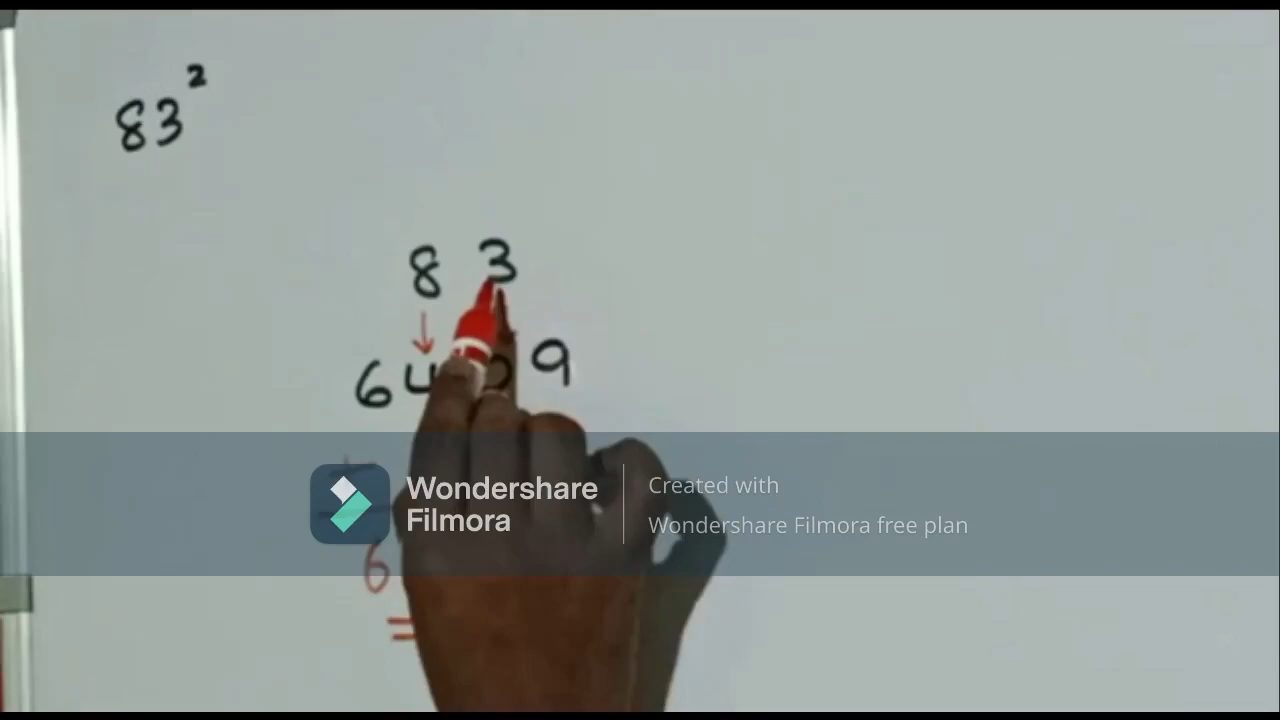 83²
8 3
64 9
6
=
Wondershare
Filmora
Created with
Wondershare Filmora free plan